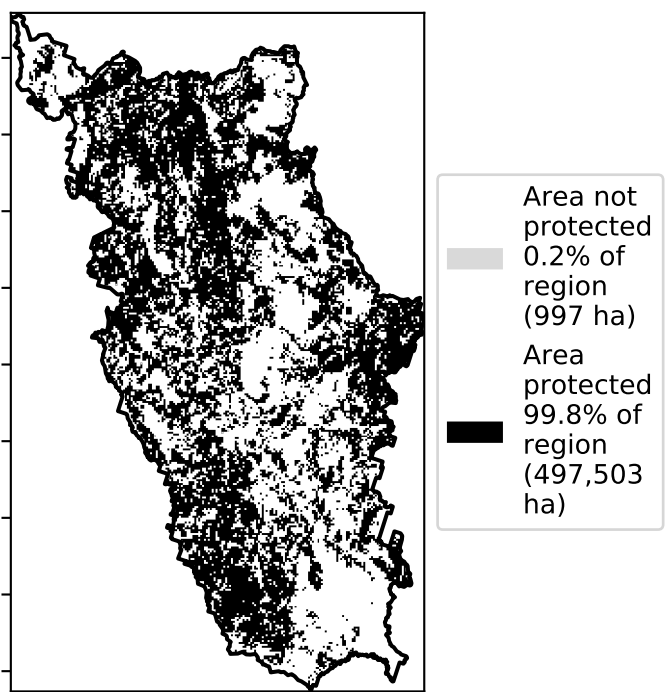 Area not
protected
0.2% of
region
(997 ha)
Area
protected
99.8% of
region
(497,503
ha)